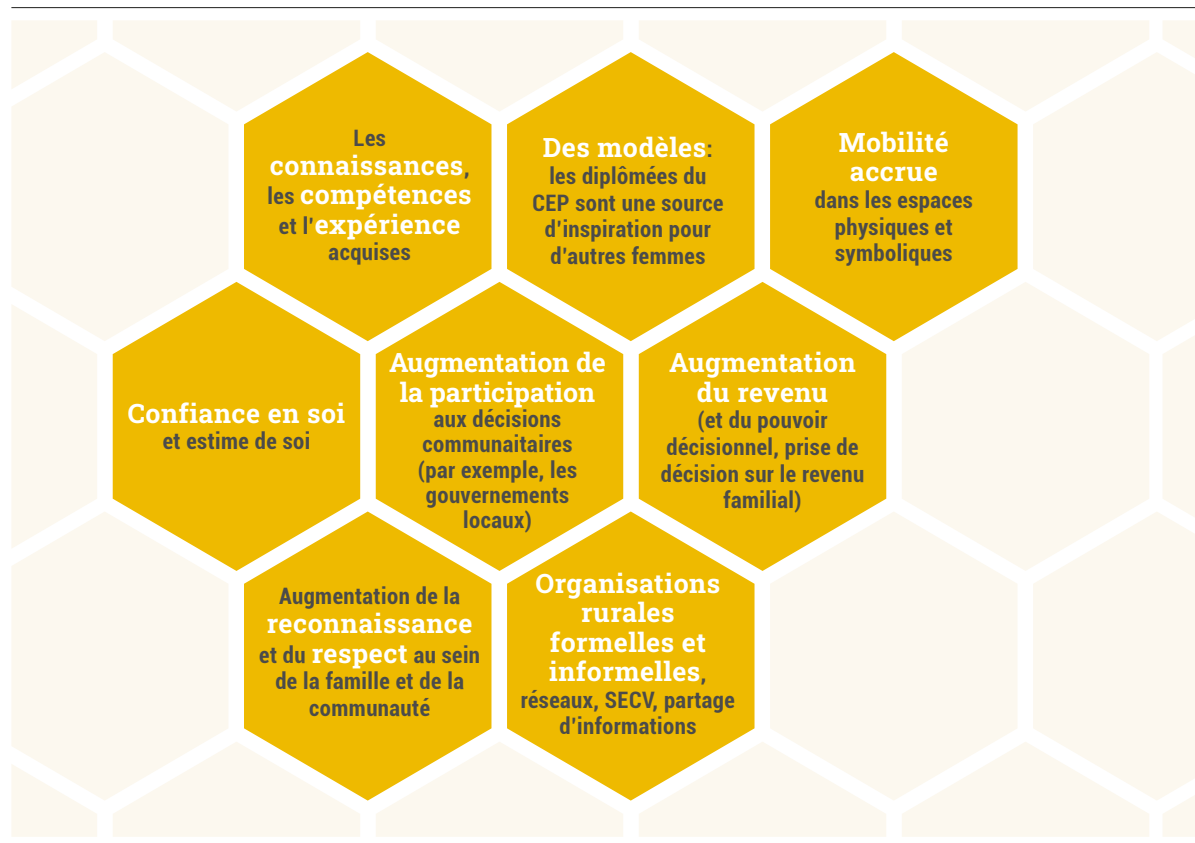 Les
connaissances,
les compétences
et l'expérience
acquises
Des modèles:
les diplômées du
CEP sont une source
d'inspiration pour
d'autres femmes
Mobilité
accrue
dans les espaces
physiques et
symboliques
Confiance en soi
et estime de soi
Augmentation de
la participation
aux décisions
communaitaires
(par exemple, les
gouvernements
locaux)
Augmentation
du revenu
(et du pouvoir
décisionnel, prise de
décision sur le revenu
familial)
Augmentation de la
reconnaissance
et du respect au sein
de la famille et de la
communauté
Organisations
rurales
formelles et
informelles,
réseaux, SECV, partage
d'informations